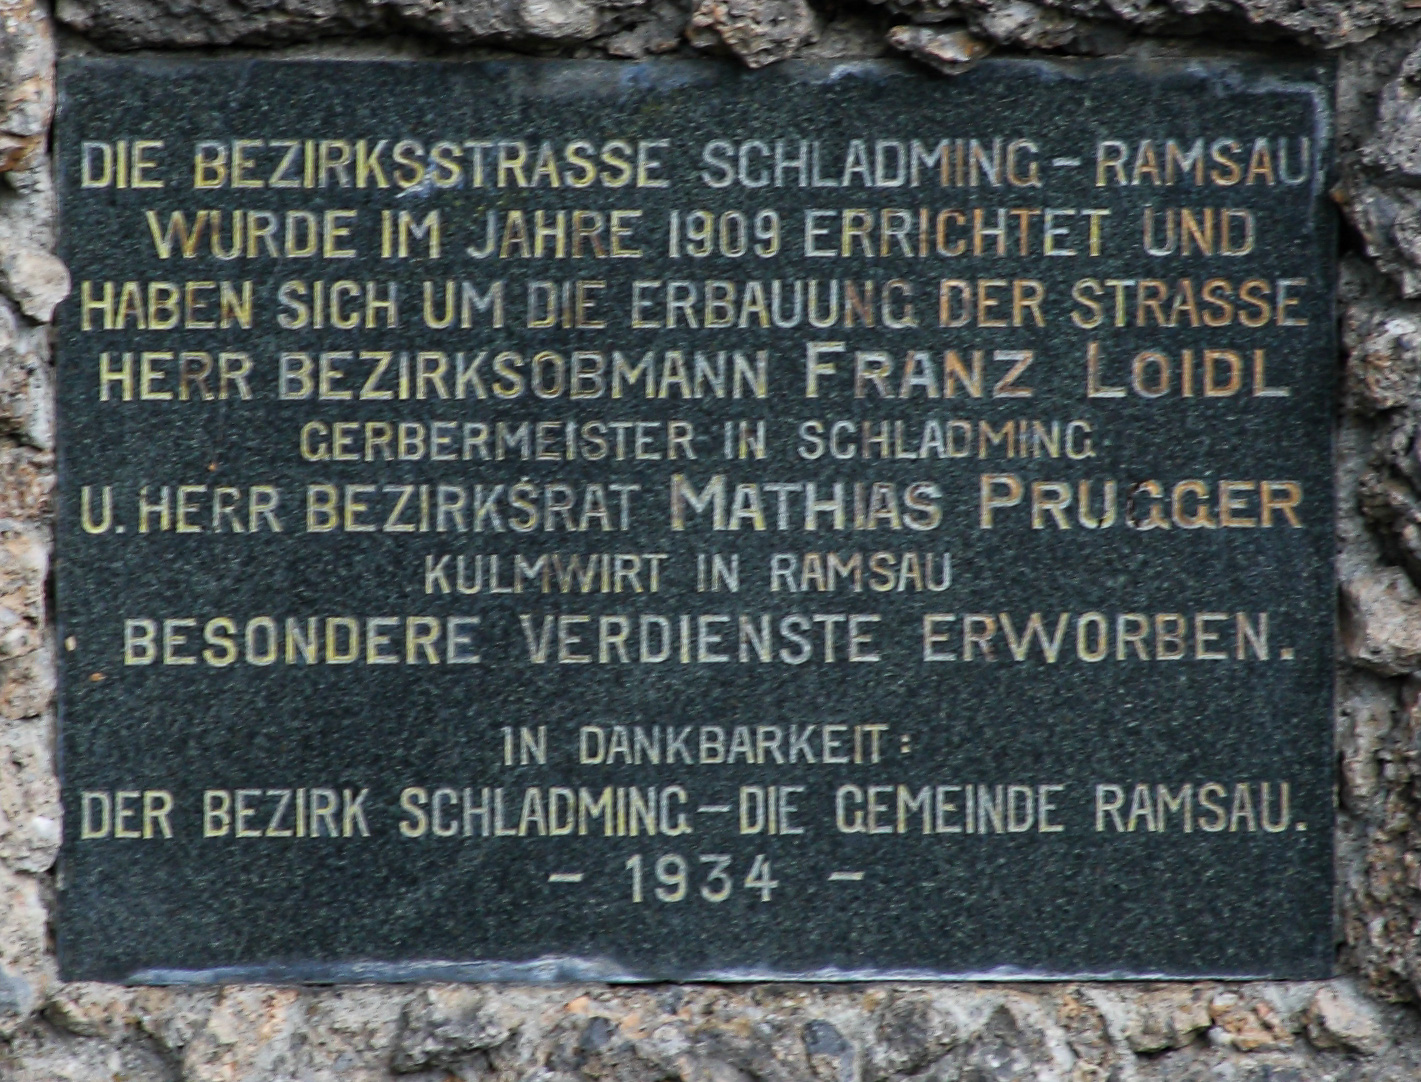 DIE BEZIRKSSTRASSE SCHLADMING-RAMSAU
WURDE IM JAHRE 1909 ERRICHTET UND
HABEN SICH UM DIE ERBAUUNG DER STRASSE
HERR BEZIRKSOBMANN FRANZ LOIDL
GERBERMEISTER IN SCHLADMING
U. HERR BEZIRKSRAT MATHIAS PRUGGER
KULMWIRT IN RAMSAU
BESONDERE VERDIENSTE ERWORBEN.
IN DANKBARKEIT:
DER BEZIRK SCHLADMING-DIE GEMEINDE RAMSAU.
- 1934 -